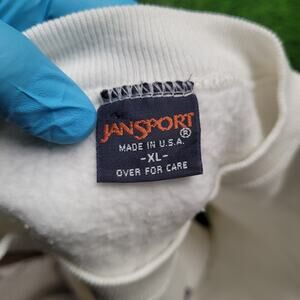 JANSPORT®
MADE IN U.S.A.
-XL-
OVER FOR CARE